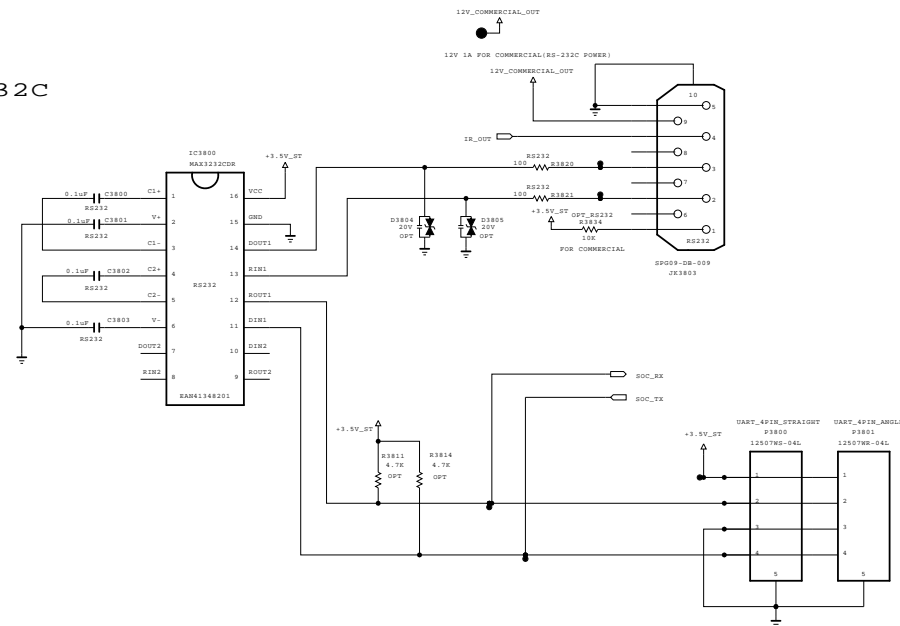 12V_COMMERCIAL_OUT
12V 1A FOR COMMERCIAL(RS-232C POWER)
12V_COMMERCIAL_OUT
32C
10
5
9
IR_OUT
4
8
IC3800
MAX3232CDR
+3.5V_ST
RS232
100
R3820
3
7
0.1uF
C3800
RS232
C1+
1
16
VCC
RS232
100
R3821
2
0.1uF
C3801
RS232
V+
2
15
GND
D3804
20V
OPT
D3805
20V
OPT
+3.5V_ST
OPT_RS232
R3834
10K
FOR COMMERCIAL
6
1
RS232
C1-
3
14
DOUT1
SPG09-DB-009
JK3803
0.1uF
C3802
RS232
C2+
4
13
RIN1
RS232
C2-
5
12
ROUT1
0.1uF
C3803
RS232
V-
6
11
DIN1
DOUT2
7
10
DIN2
RIN2
8
9
ROUT2
EAN41348201
SOC_RX
SOC_TX
+3.5V_ST
R3811
4.7K
OPT
R3814
4.7K
OPT
+3.5V_ST
UART_4PIN_STRAIGHT
P3800
12507WS-04L
UART_4PIN_ANGL
P3801
12507WR-04L
1
1
2
2
3
3
4
4
5
5